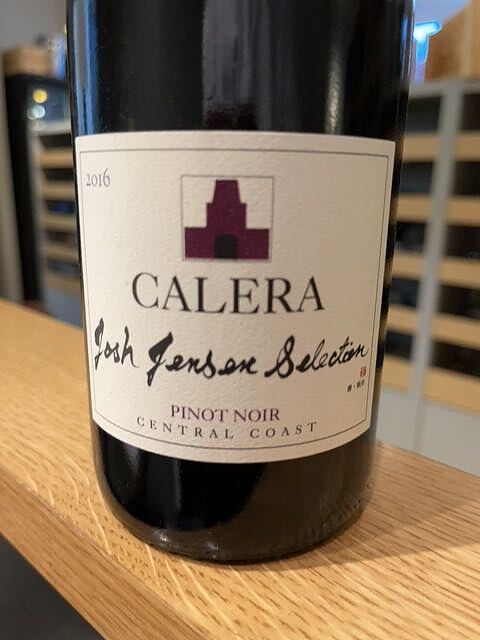 2016
CALERA
Josh Jensen Selection
PINOT NOIR
CENTRAL COAST